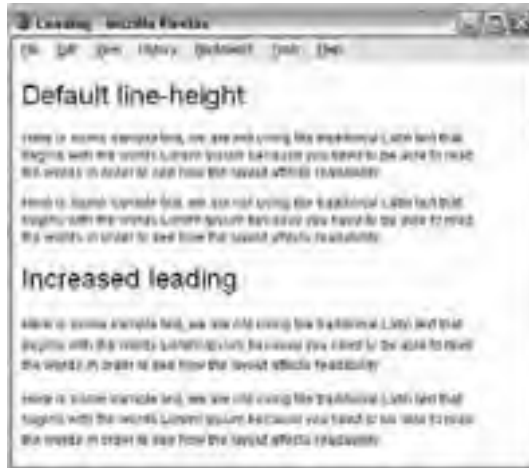 Leading - Mozilla Firefox
File Edit View History Bookmarks Tools Help
Default line-height
Here is some sample text, we are not using the traditional Latin text that
begins with the words Lorem Ipsum because you need to be able to read
the words in order to see how the layout affects readability.
Here is some sample text, we are not using the traditional Latin text that
begins with the words Lorem Ipsum because you need to be able to read
the words in order to see how the layout affects readability.
Increased leading
Here is some sample text, we are not using the traditional Latin text that
begins with the words Lorem Ipsum because you need to be able to read
the words in order to see how the layout affects readability.
Here is some sample text, we are not using the traditional Latin text that
begins with the words Lorem Ipsum because you need to be able to read
the words in order to see how the layout affects readability.